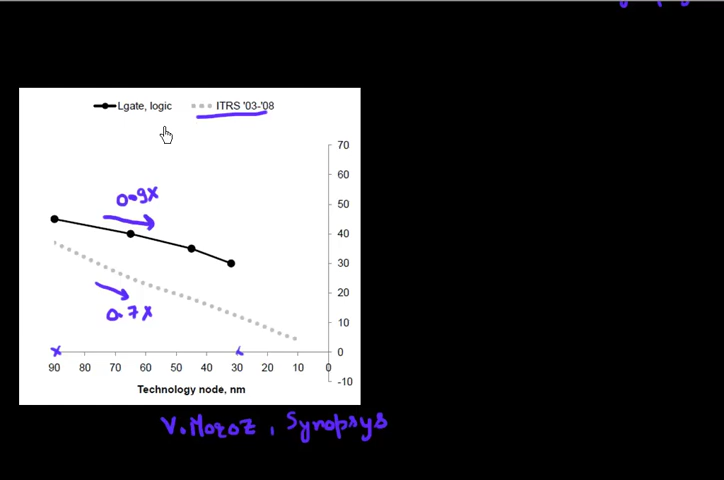 Lgate, logic ITRS '03-'08
70
60
0.9X
50
40
30
20
0.7X
10
0
90 80 70 60 50 40 30 20 10 0
-10
Technology node, nm
V. Moroz, Synopsys